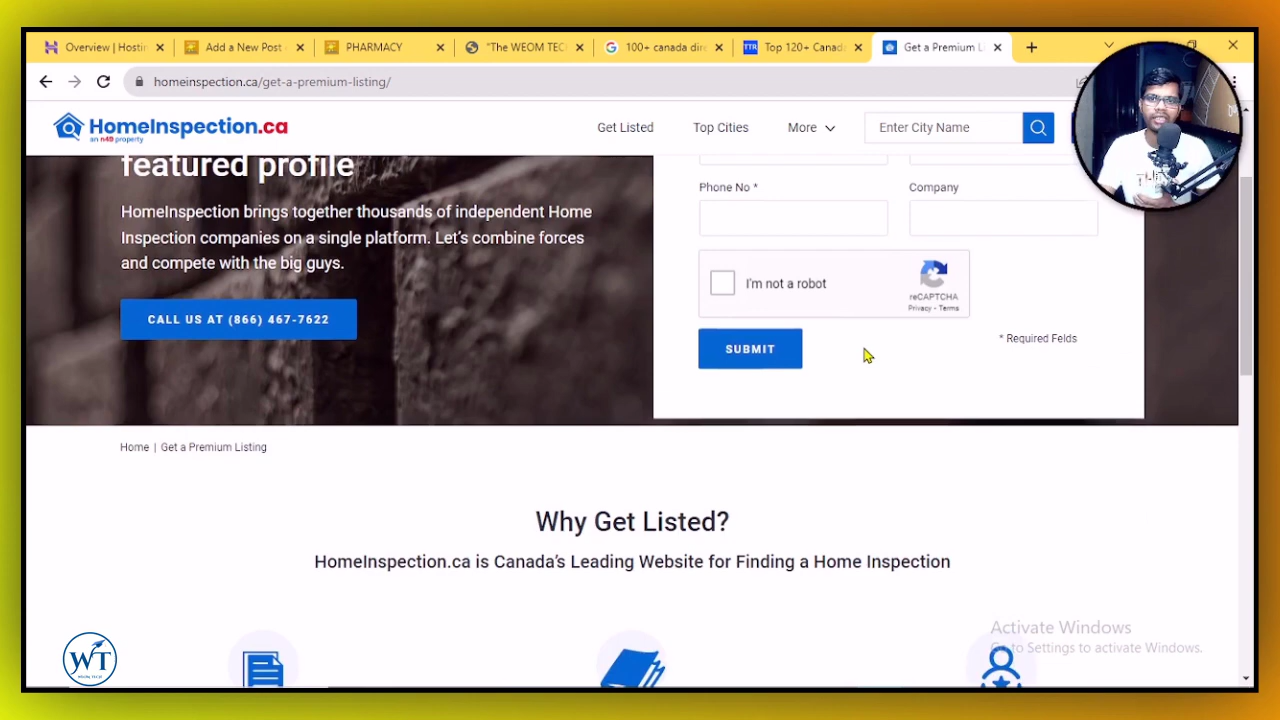 Overview | Hostin
Add a New Post
PHARMACY
"The WEOM TEC
100+ canada dire
TTR
Top 120+ Canada
Get a Premium Li
homeinspection.ca/get-a-premium-listing/
HomeInspection.ca
an n49 property
Get Listed
Top Cities
More
Enter City Name
featured profile
HomeInspection brings together thousands of independent Home
Inspection companies on a single platform. Let's combine forces
and compete with the big guys.
CALL US AT (866) 467-7622
Phone No *
Company
I'm not a robot
reCAPTCHA
Privacy - Terms
SUBMIT
* Required Felds
Home | Get a Premium Listing
Why Get Listed?
HomeInspection.ca is Canada's Leading Website for Finding a Home Inspection
Activate Windows
Go to Settings to activate Windows.
WT